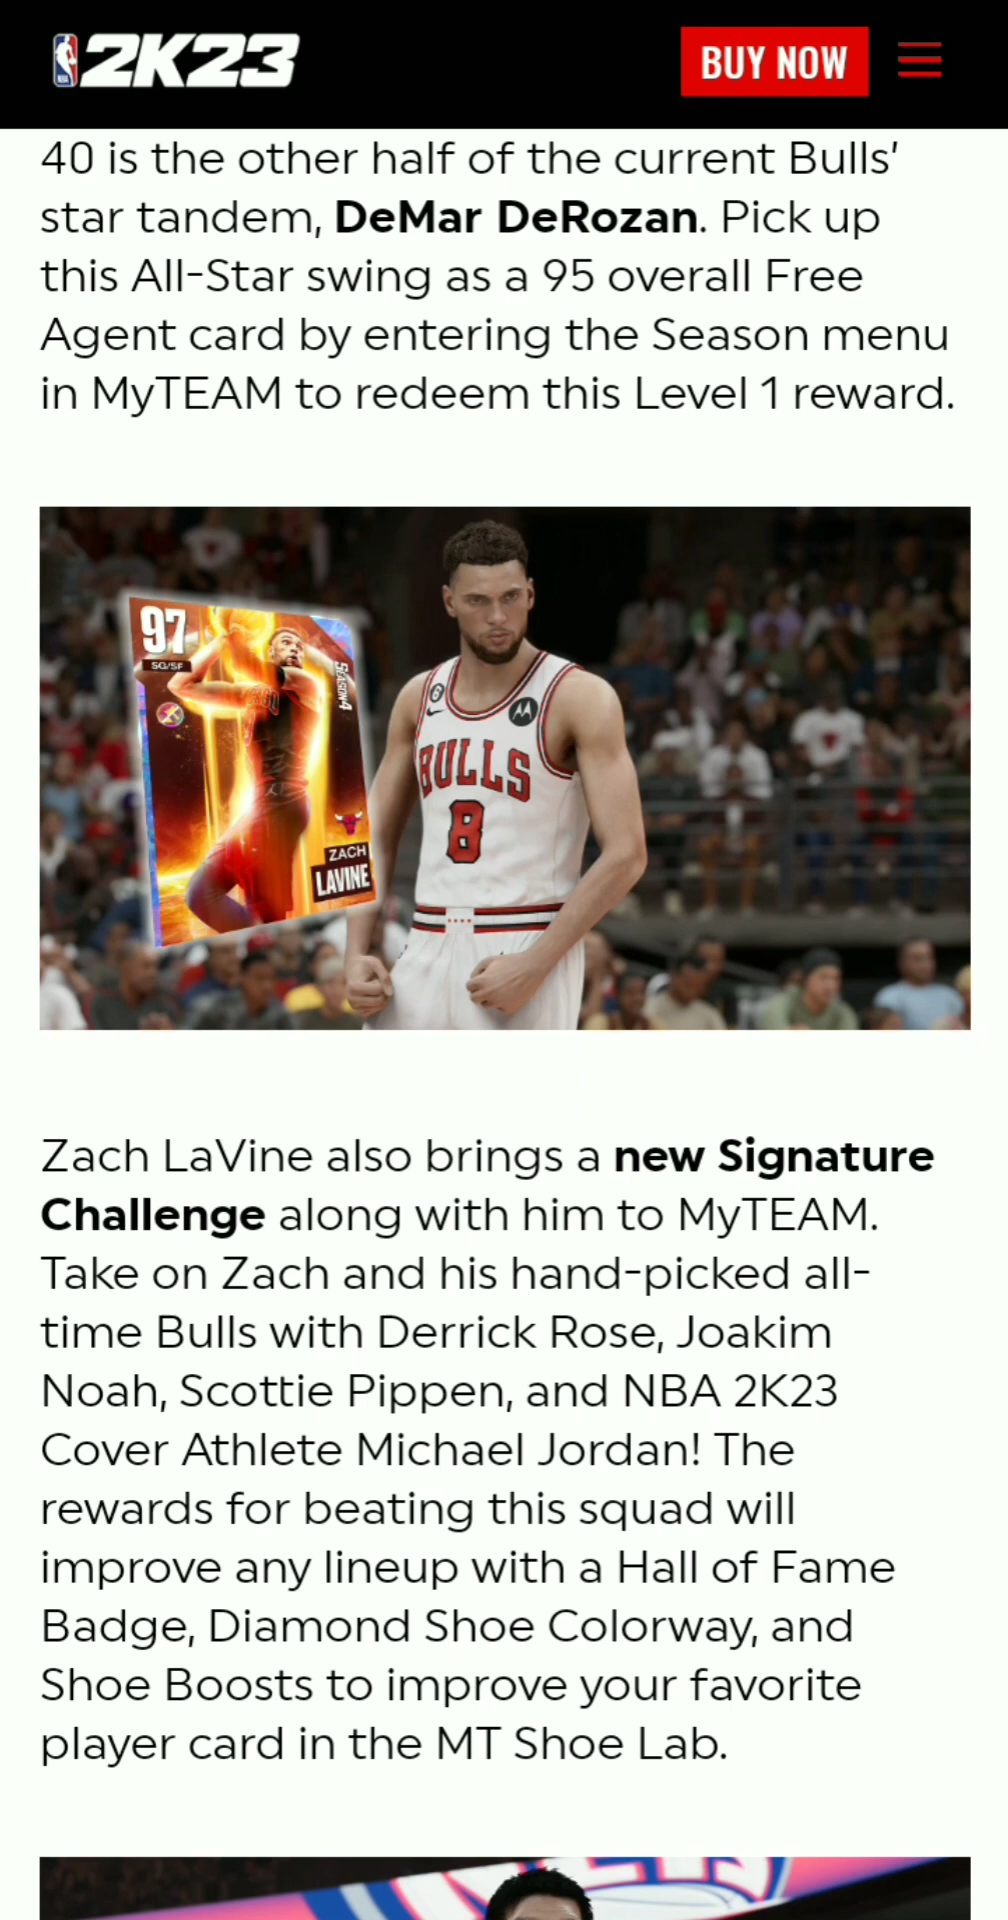 NBA 2K23
BUY NOW
40 is the other half of the current Bulls’
star tandem, DeMar DeRozan. Pick up
this All-Star swing as a 95 overall Free
Agent card by entering the Season menu
in MyTEAM to redeem this Level 1 reward.
97
SG/SF
SEASON 4
ZACH
LAVINE
6
BULLS
8
Zach LaVine also brings a new Signature
Challenge along with him to MyTEAM.
Take on Zach and his hand-picked all-
time Bulls with Derrick Rose, Joakim
Noah, Scottie Pippen, and NBA 2K23
Cover Athlete Michael Jordan! The
rewards for beating this squad will
improve any lineup with a Hall of Fame
Badge, Diamond Shoe Colorway, and
Shoe Boosts to improve your favorite
player card in the MT Shoe Lab.